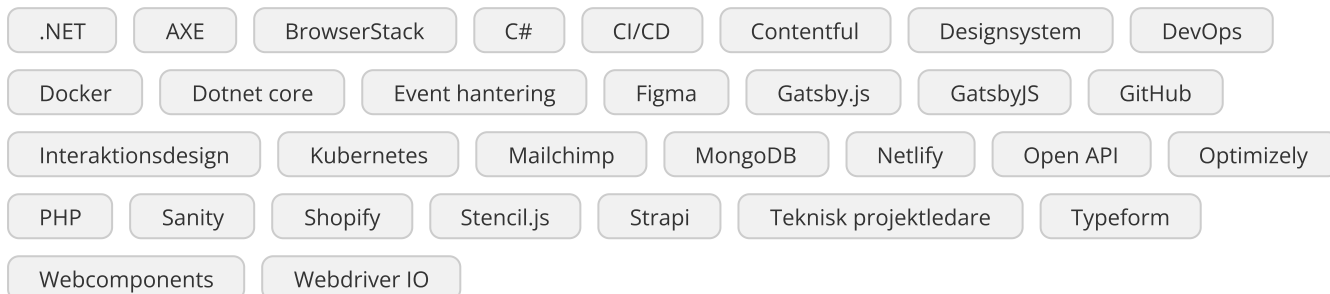 .NET AXE BrowserStack C# CI/CD Contentful Designsystem DevOps
Docker Dotnet core Event hantering Figma Gatsby.js GatsbyJS GitHub
Interaktionsdesign Kubernetes Mailchimp MongoDB Netlify Open API Optimizely
PHP Sanity Shopify Stencil.js Strapi Teknisk projektledare Typeform
Webcomponents Webdriver IO